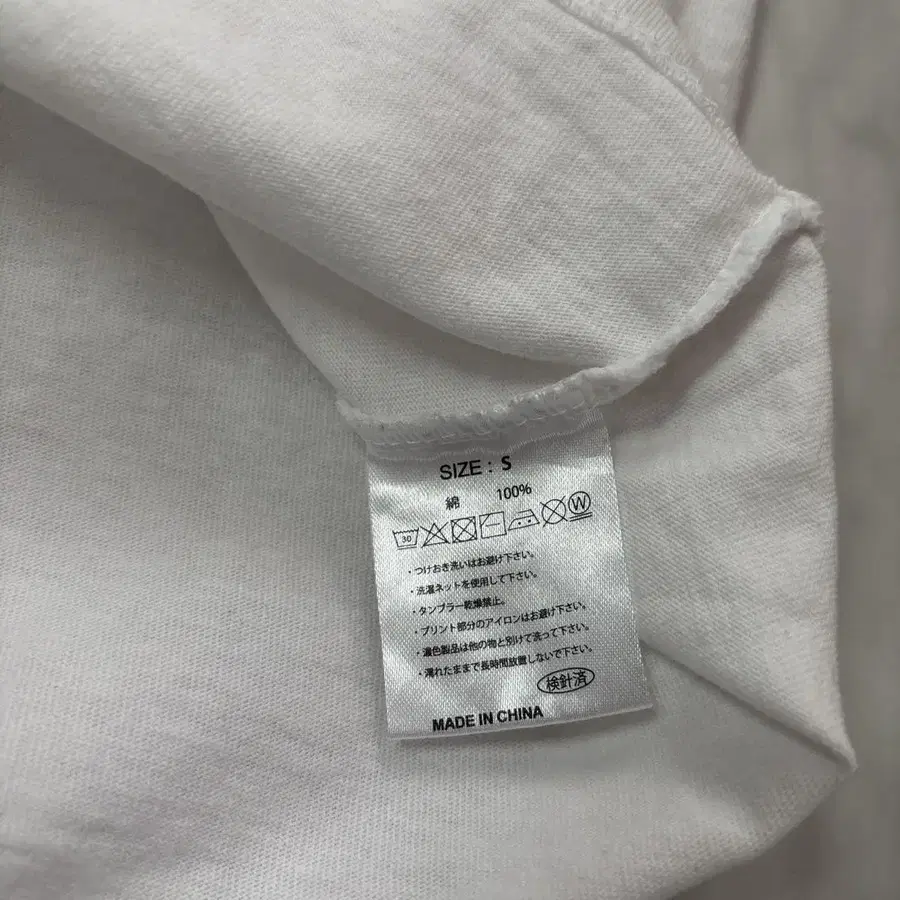 SIZE : S
綿 100%
30 W
・つけおき洗いはお避け下さい。
・洗濯ネットを使用して下さい。
・タンブラー乾燥禁止。
・プリント部分のアイロンはお避け下さい。
・濃色製品は他の物と別けて洗って下さい。
・濡れたままで長時間放置しないで下さい。
検針済
MADE IN CHINA